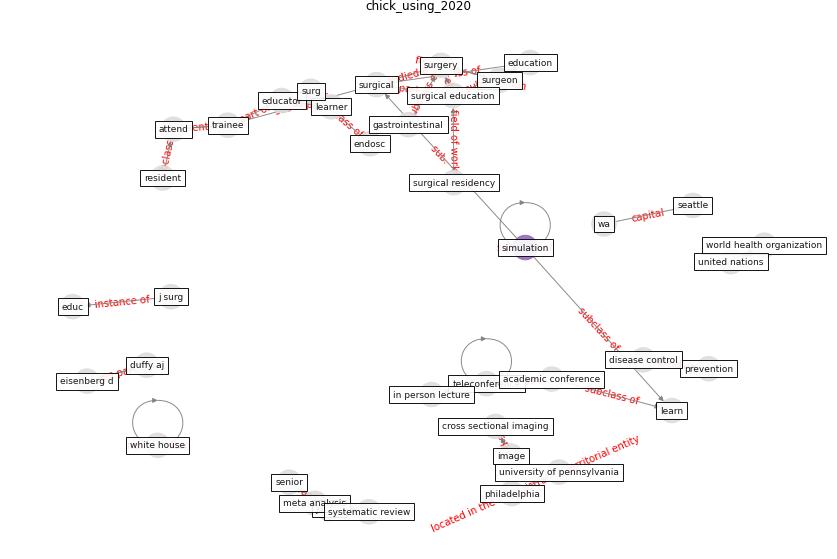 chick_using_2020
surgery
education
surgical
surgeon
surg
surgical education
educator
learner
gastrointestinal
trainee
attend
endosc
field of work
class of
sub
resident
surgical residency
seattle
capital
wa
simulation
world health organization
united nations
j surg
instance of
educ
subclass of
disease control
duffy aj
prevention
eisenberg d
academic conference
in person lecture
subclass of
learn
cross sectional imaging
white house
image
territorial entity
university of pennsylvania
senior
philadelphia
meta analysis
systematic review
located in the